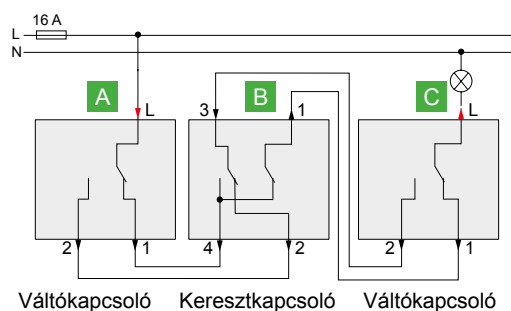 16 A
L
N
A
B
C
L
3
1
L
2
1
4
2
2
1
Váltókapcsoló
Keresztkapcsoló
Váltókapcsoló